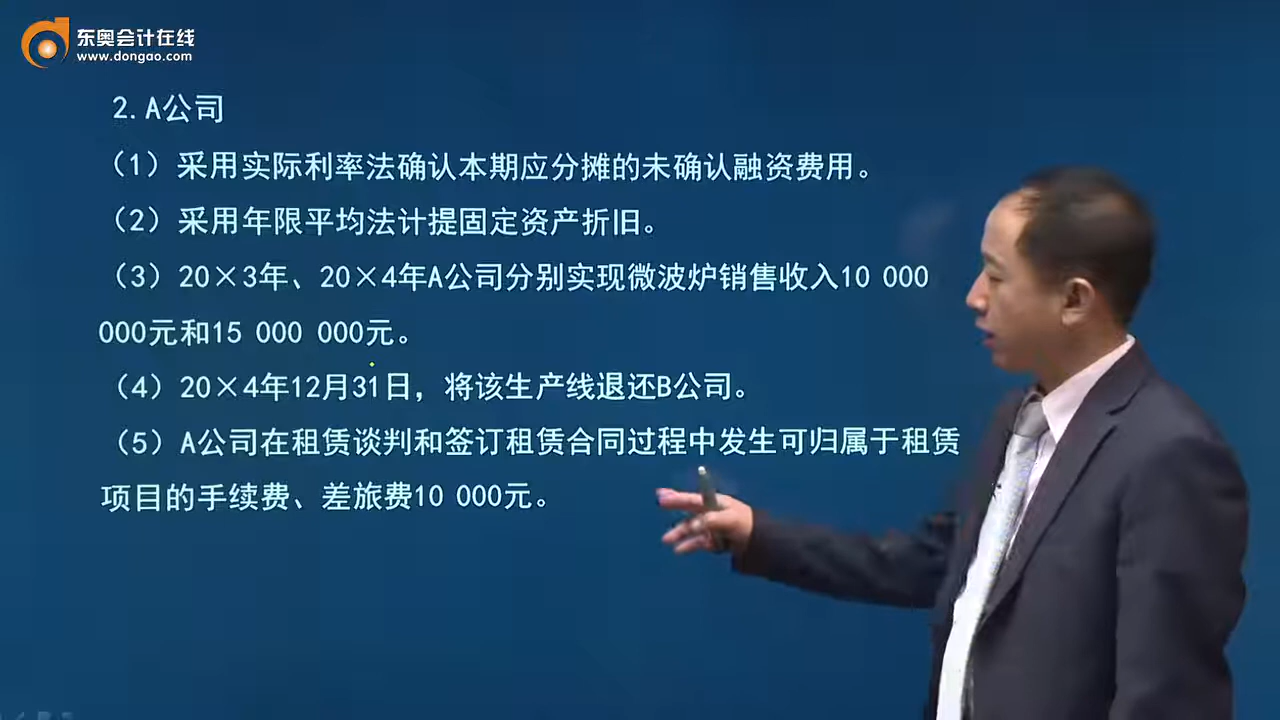 东奥会计在线
www.dongao.com
2.A公司
（1）采用实际利率法确认本期应分摊的未确认融资费用。
（2）采用年限平均法计提固定资产折旧。
（3）20×3年、20×4年A公司分别实现微波炉销售收入10 000
000元和15 000 000元。
（4）20×4年12月31日，将该生产线退还B公司。
（5）A公司在租赁谈判和签订租赁合同过程中发生可归属于租赁
项目的手续费、差旅费10 000元。